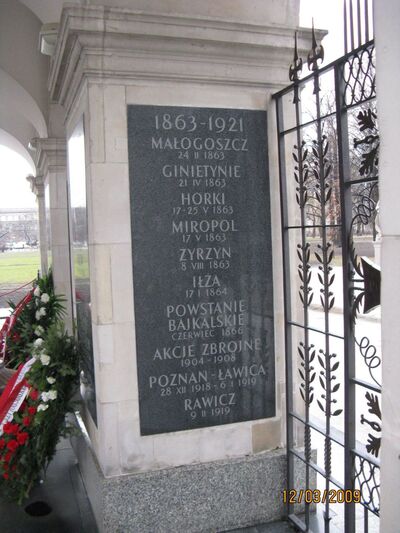 1863-1921
MAŁOGOSZCZ
24 II 1863
GINIETYNIE
21 IV 1863
HORKI
17-25 V 1863
MIROPOL
17 V 1863
ŻYRZYN
8 VIII 1863
IŁŻA
17 I 1864
POWSTANIE
BAJKALSKIE
CZERWIEC 1866
AKCJE ZBROJNE
1904-1908
POZNAŃ-ŁAWICA
28 XII 1918-6 I 1919
RAWICZ
9 II 1919
12/03/2009